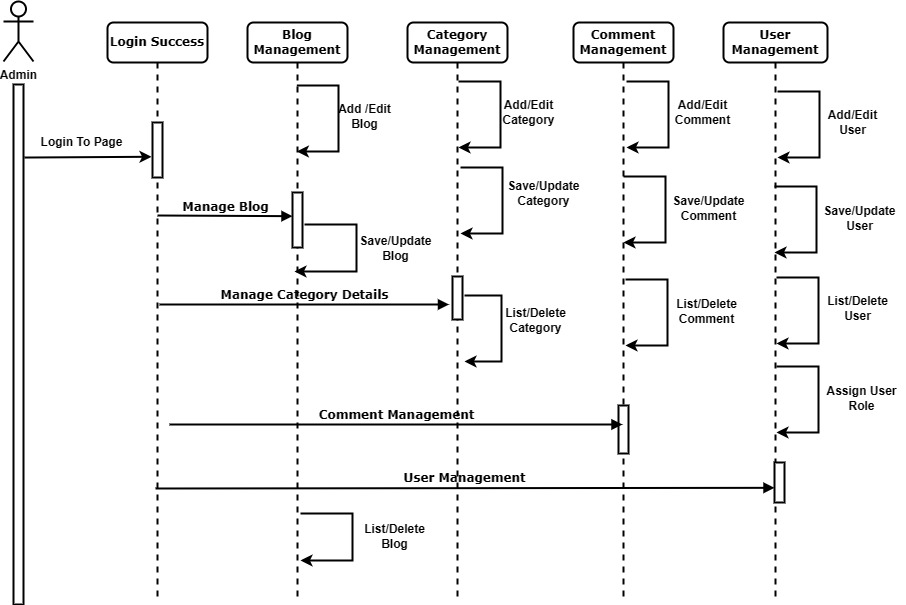 Admin
Login Success
Blog
Management
Category
Management
Comment
Management
User
Management
Add /Edit
Blog
Add/Edit
Category
Add/Edit
Comment
Add/Edit
User
Login To Page
Manage Blog
Save/Update
Category
Save/Update
Comment
Save/Update
User
Save/Update
Blog
Manage Category Details
List/Delete
Category
List/Delete
Comment
List/Delete
User
Assign User
Role
Comment Management
User Management
List/Delete
Blog